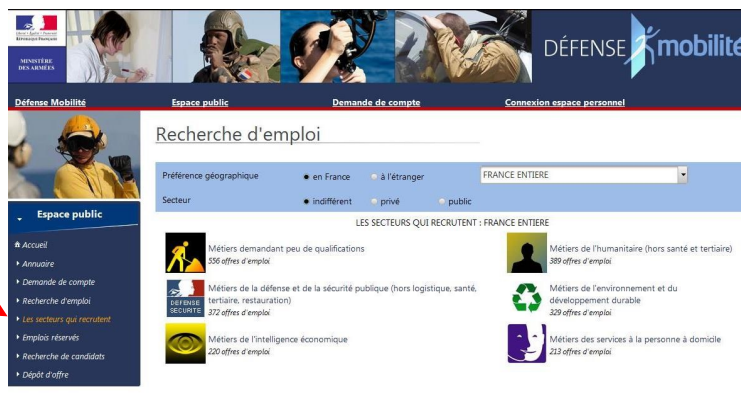 Liberté • Égalité • Fraternité
RÉPUBLIQUE FRANÇAISE
MINISTÈRE
DES ARMÉES
DÉFENSE mobilité
Défense Mobilité
Espace public
Demande de compte
Connexion espace personnel
Recherche d'emploi
Préférence géographique en France à l'étranger FRANCE ENTIERE
Secteur indifférent privé public
LES SECTEURS QUI RECRUTENT : FRANCE ENTIERE
Espace public
Accueil
Annuaire
Demande de compte
Recherche d'emploi
Les secteurs qui recrutent
Emplois réservés
Recherche de candidats
Dépôt d'offre
Métiers demandant peu de qualifications
556 offres d'emploi
Métiers de l'humanitaire (hors santé et tertiaire)
389 offres d'emploi
DEFENSE
SECURITE
Métiers de la défense et de la sécurité publique (hors logistique, santé,
tertiaire, restauration)
372 offres d'emploi
Métiers de l'environnement et du
développement durable
329 offres d'emploi
Métiers de l'intelligence économique
220 offres d'emploi
Métiers des services à la personne à domicile
213 offres d'emploi